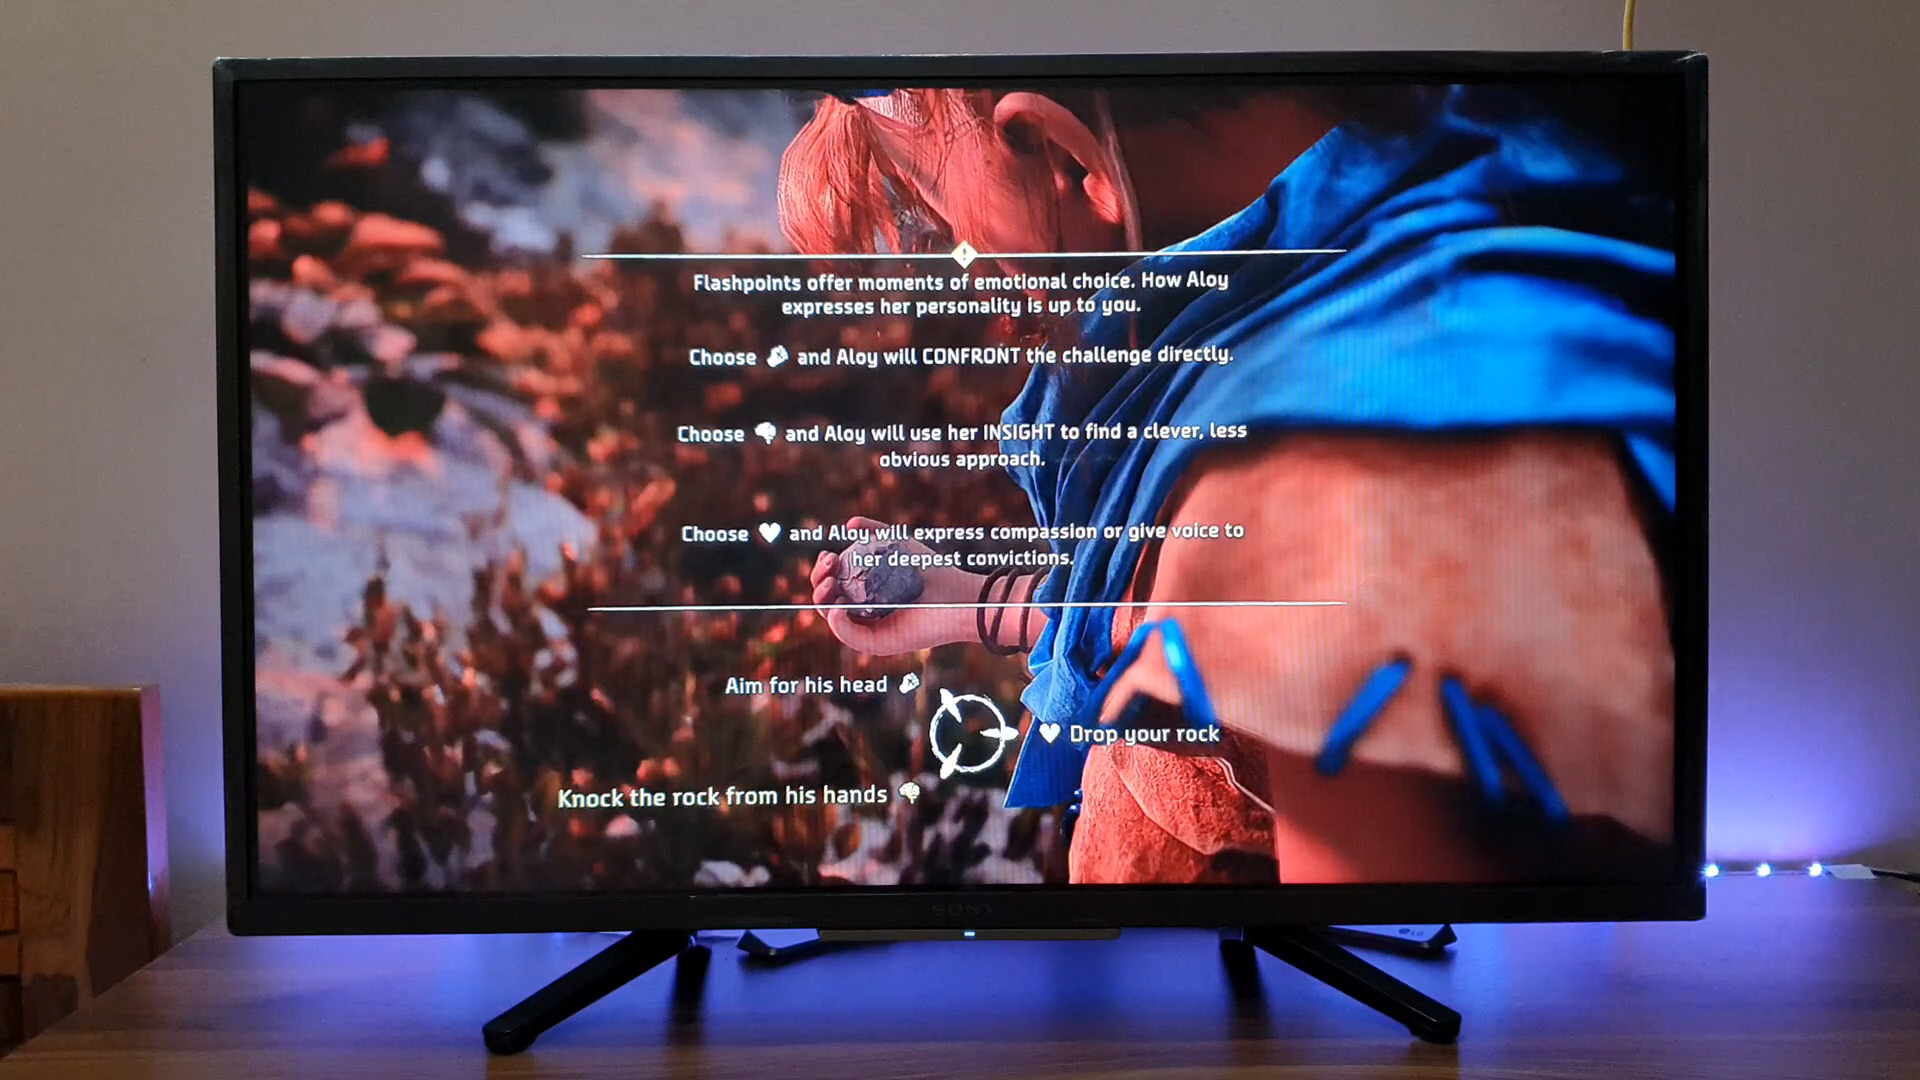 Flashpoints offer moments of emotional choice. How Aloy
expresses her personality is up to you.
Choose and Aloy will CONFRONT the challenge directly.
Choose and Aloy will use her INSIGHT to find a clever, less
obvious approach.
Choose and Aloy will express compassion or give voice to
her deepest convictions.
Aim for his head
Drop your rock
Knock the rock from his hands
SONY
LG